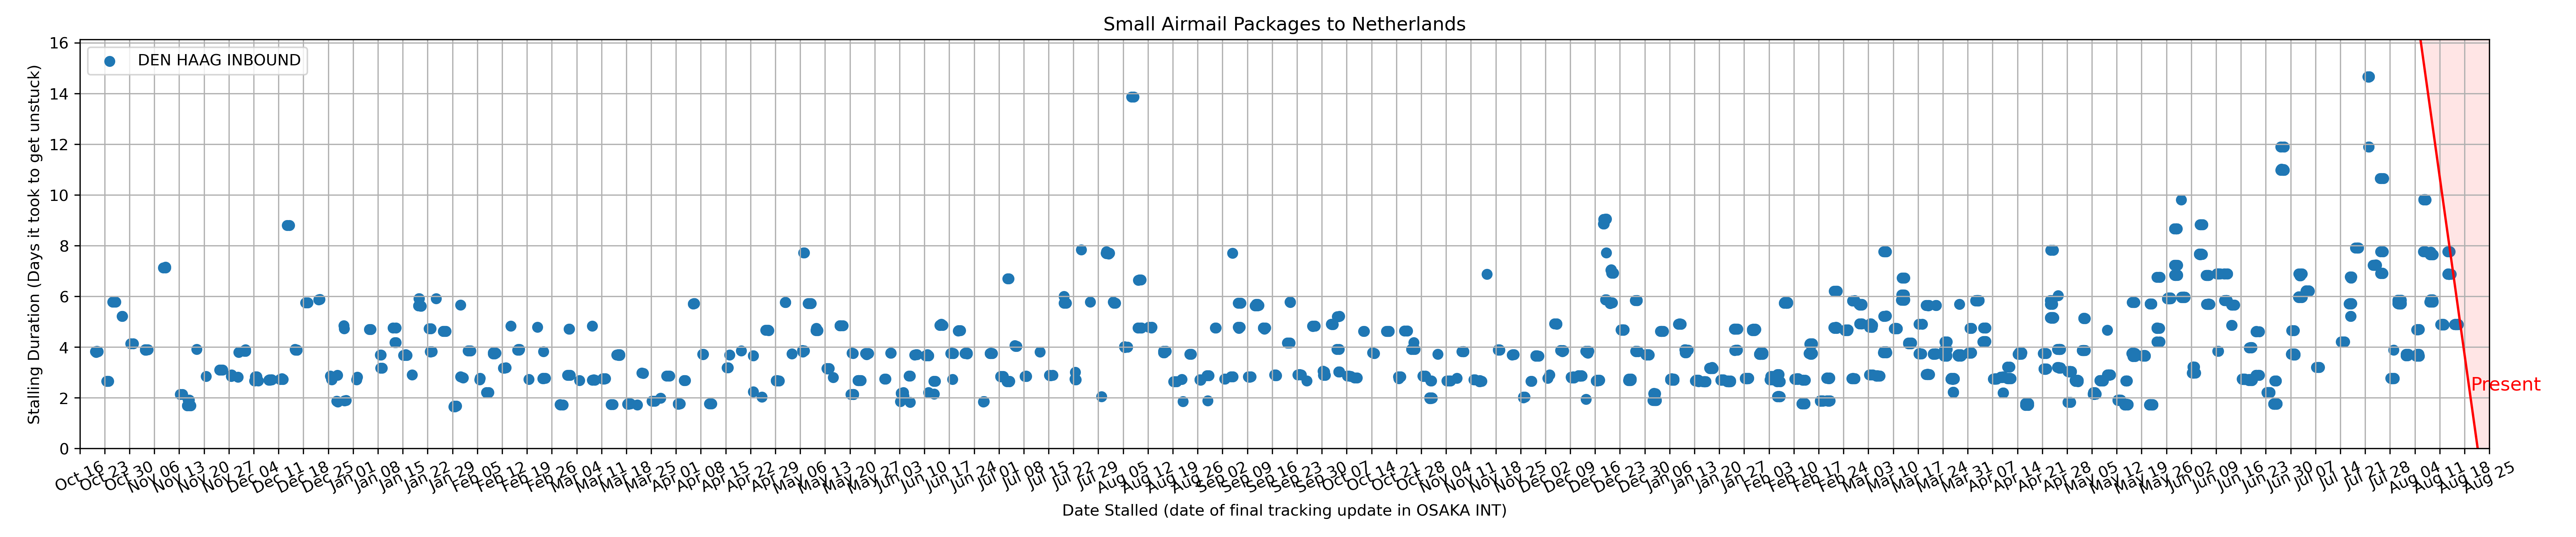 Small Airmail Packages to Netherlands
DEN HAAG INBOUND
Stalling Duration (Days it took to get unstuck)
16
14
12
10
8
6
4
2
0
Present
Oct 16
Oct 23
Oct 30
Nov 06
Nov 13
Nov 20
Nov 27
Dec 04
Dec 11
Dec 18
Dec 25
Jan 01
Jan 08
Jan 15
Jan 22
Jan 29
Feb 05
Feb 12
Feb 19
Feb 26
Mar 04
Mar 11
Mar 18
Mar 25
Apr 01
Apr 08
Apr 15
Apr 22
Apr 29
May 06
May 13
May 20
May 27
Jun 03
Jun 10
Jun 17
Jun 24
Jul 01
Jul 08
Jul 15
Jul 22
Jul 29
Aug 05
Aug 12
Aug 19
Aug 26
Sep 02
Sep 09
Sep 16
Sep 23
Sep 30
Oct 07
Oct 14
Oct 21
Oct 28
Nov 04
Nov 11
Nov 18
Nov 25
Dec 02
Dec 09
Dec 16
Dec 23
Dec 30
Jan 06
Jan 13
Jan 20
Jan 27
Feb 03
Feb 10
Feb 17
Feb 24
Mar 03
Mar 10
Mar 17
Mar 24
Mar 31
Apr 07
Apr 14
Apr 21
Apr 28
May 05
May 12
May 19
May 26
Jun 02
Jun 09
Jun 16
Jun 23
Jun 30
Jul 07
Jul 14
Jul 21
Jul 28
Aug 04
Aug 11
Aug 18
Aug 25
Date Stalled (date of final tracking update in OSAKA INT)